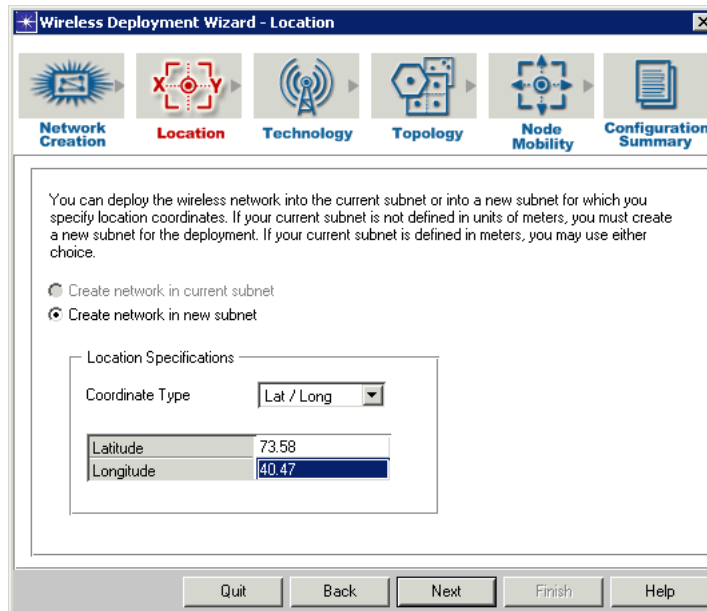 Wireless Deployment Wizard - Location
X
Y
Network Creation
Location
Technology
Topology
Node Mobility
Configuration Summary
You can deploy the wireless network into the current subnet or into a new subnet for which you
specify location coordinates. If your current subnet is not defined in units of meters, you must create
a new subnet for the deployment. If your current subnet is defined in meters, you may use either
choice.
Create network in current subnet
Create network in new subnet
Location Specifications
Coordinate Type Lat / Long
Latitude 73.58
Longitude 40.47
Quit Back Next Finish Help